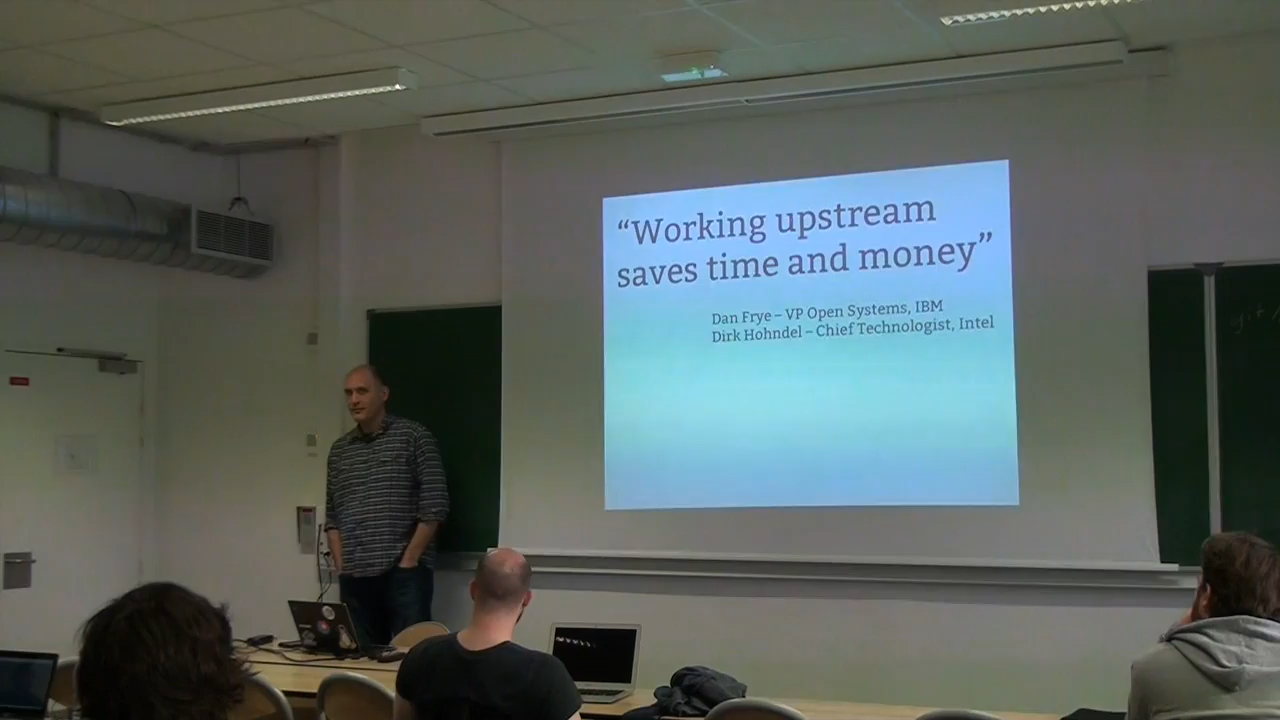 “Working upstream
saves time and money”
Dan Frye – VP Open Systems, IBM
Dirk Hohndel – Chief Technologist, Intel